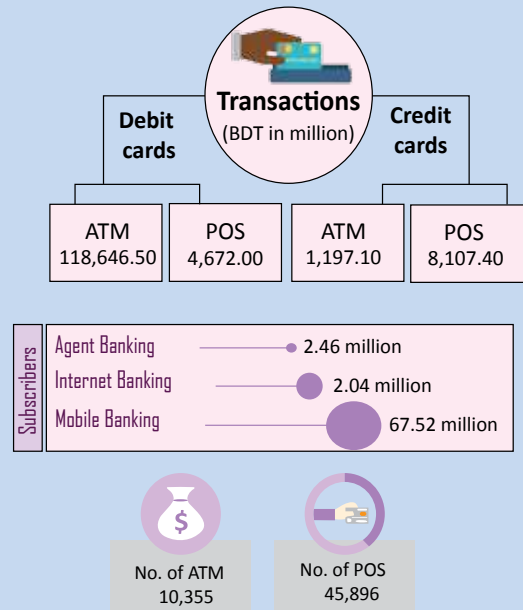 Transactions
(BDT in million)
Debit
cards
Credit
cards
ATM
118,646.50
POS
4,672.00
ATM
1,197.10
POS
8,107.40
Subscribers
Agent Banking 2.46 million
Internet Banking 2.04 million
Mobile Banking 67.52 million
$
No. of ATM
10,355
No. of POS
45,896